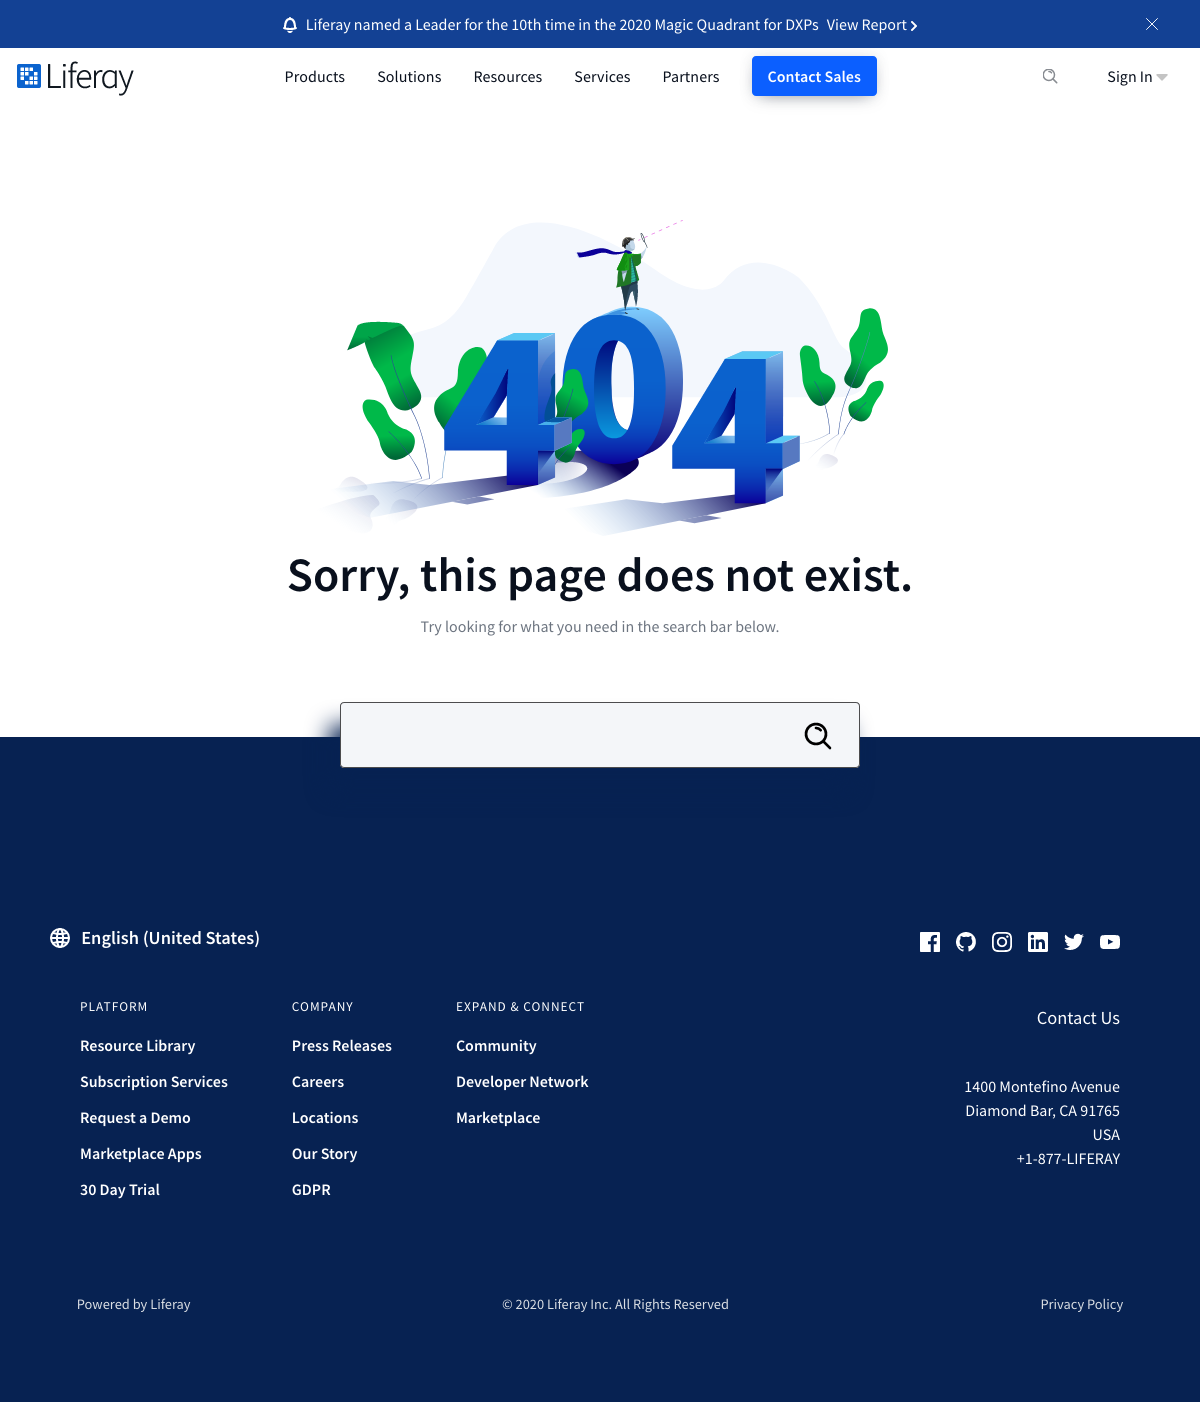 Liferay named a Leader for the 10th time in the 2020 Magic Quadrant for DXPs View Report
Liferay
Products Solutions Resources Services Partners Contact Sales Sign In
404
Sorry, this page does not exist.
Try looking for what you need in the search bar below.
English (United States)
PLATFORM
Resource Library
Subscription Services
Request a Demo
Marketplace Apps
30 Day Trial
COMPANY
Press Releases
Careers
Locations
Our Story
GDPR
EXPAND & CONNECT
Community
Developer Network
Marketplace
Contact Us
1400 Montefino Avenue
Diamond Bar, CA 91765
USA
+1-877-LIFERAY
Powered by Liferay
© 2020 Liferay Inc. All Rights Reserved
Privacy Policy